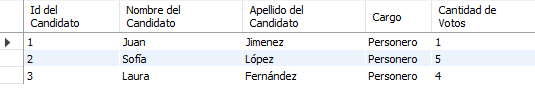 Id del Candidato Nombre del Candidato Apellido del Candidato Cargo Cantidad de Votos
1 Juan Jimenez Personero 1
2 Sofía López Personero 5
3 Laura Fernández Personero 4